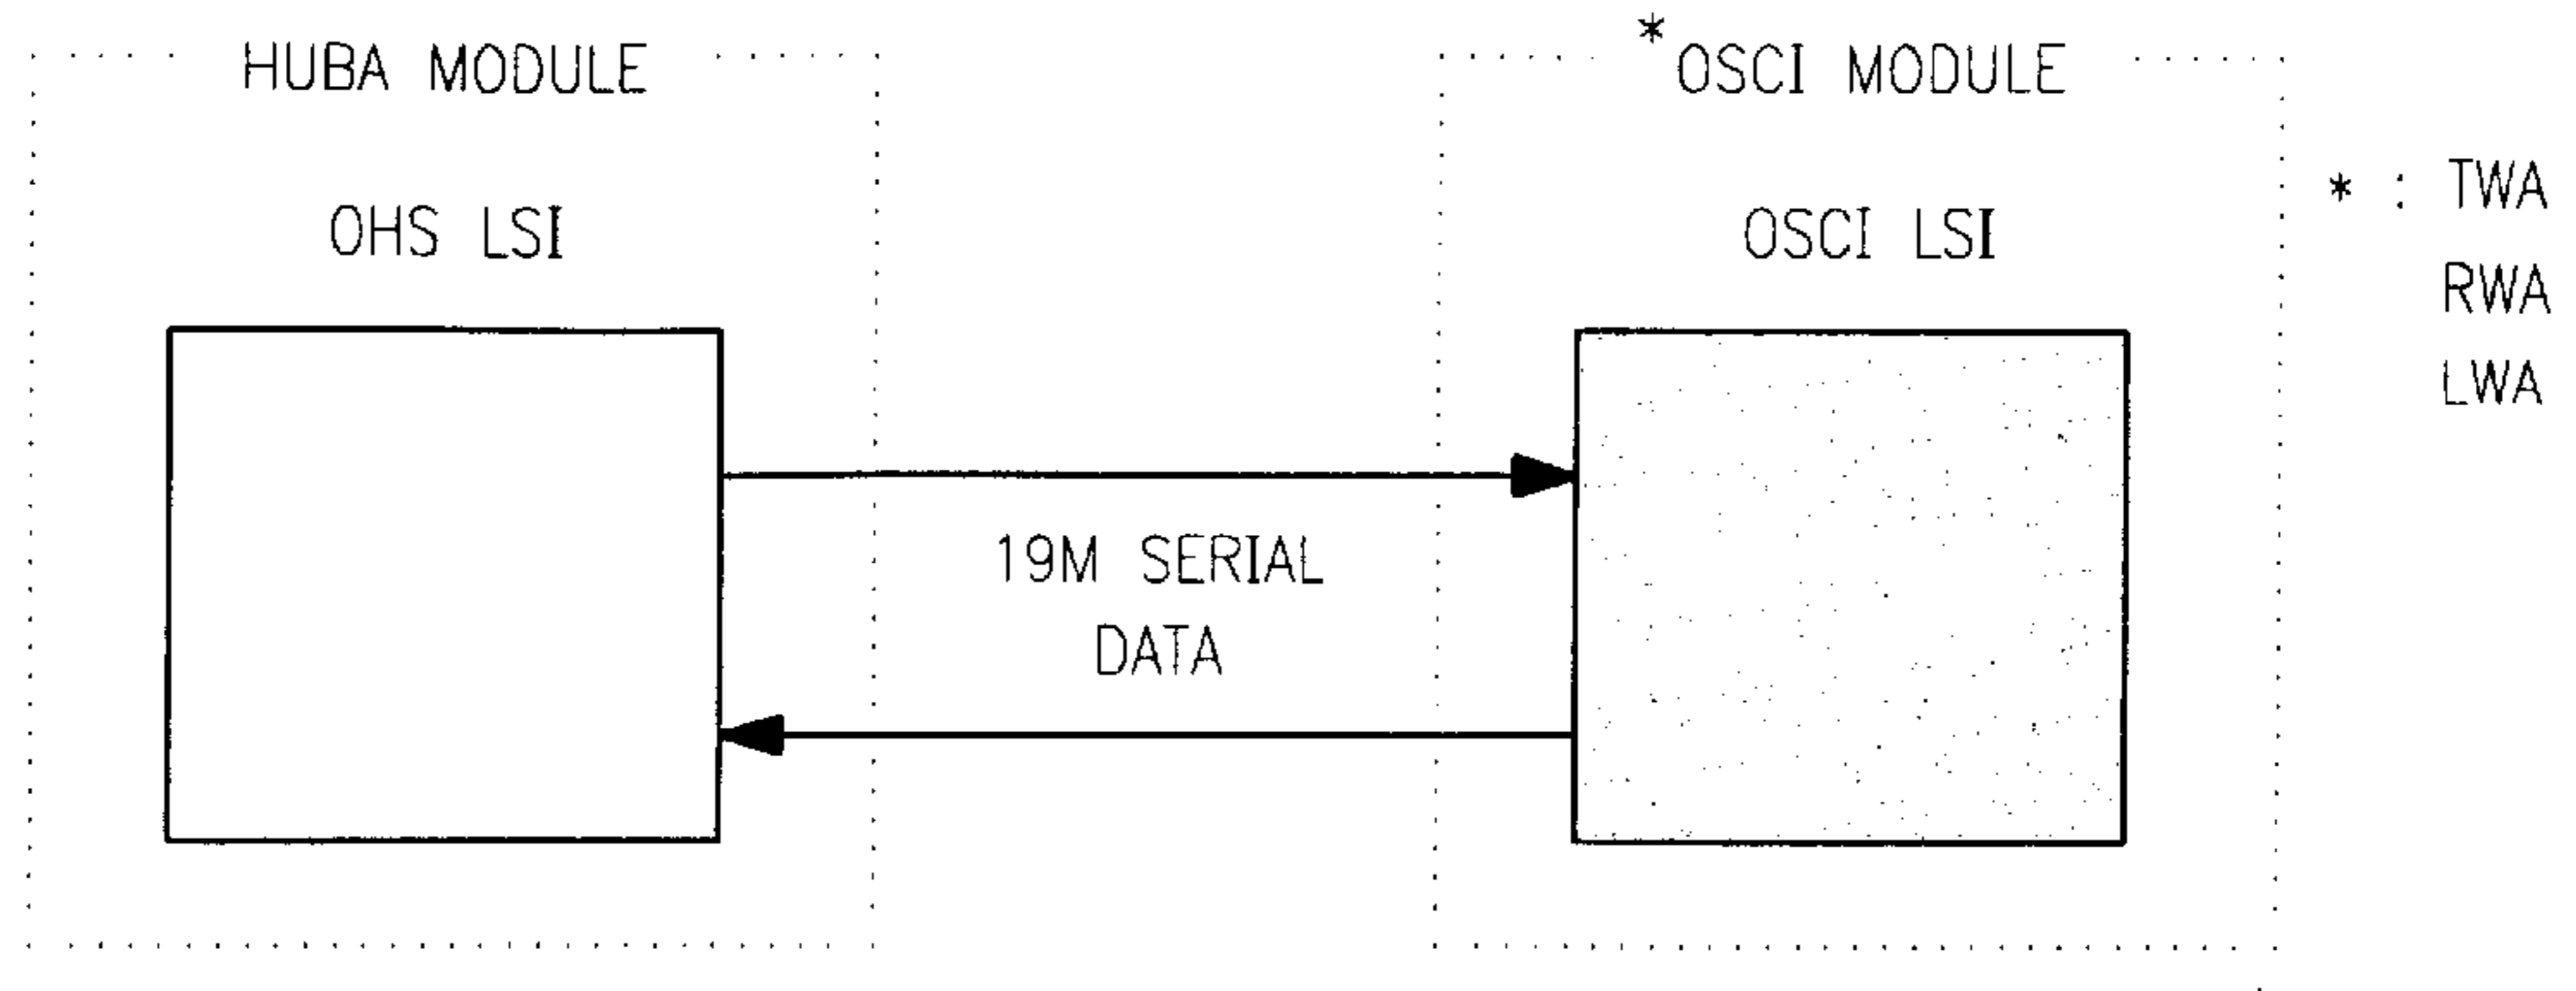 HUBA MODULE
OHS LSI
19M SERIAL
DATA
*OSCI MODULE
OSCI LSI
* : TWA
RWA
LWA